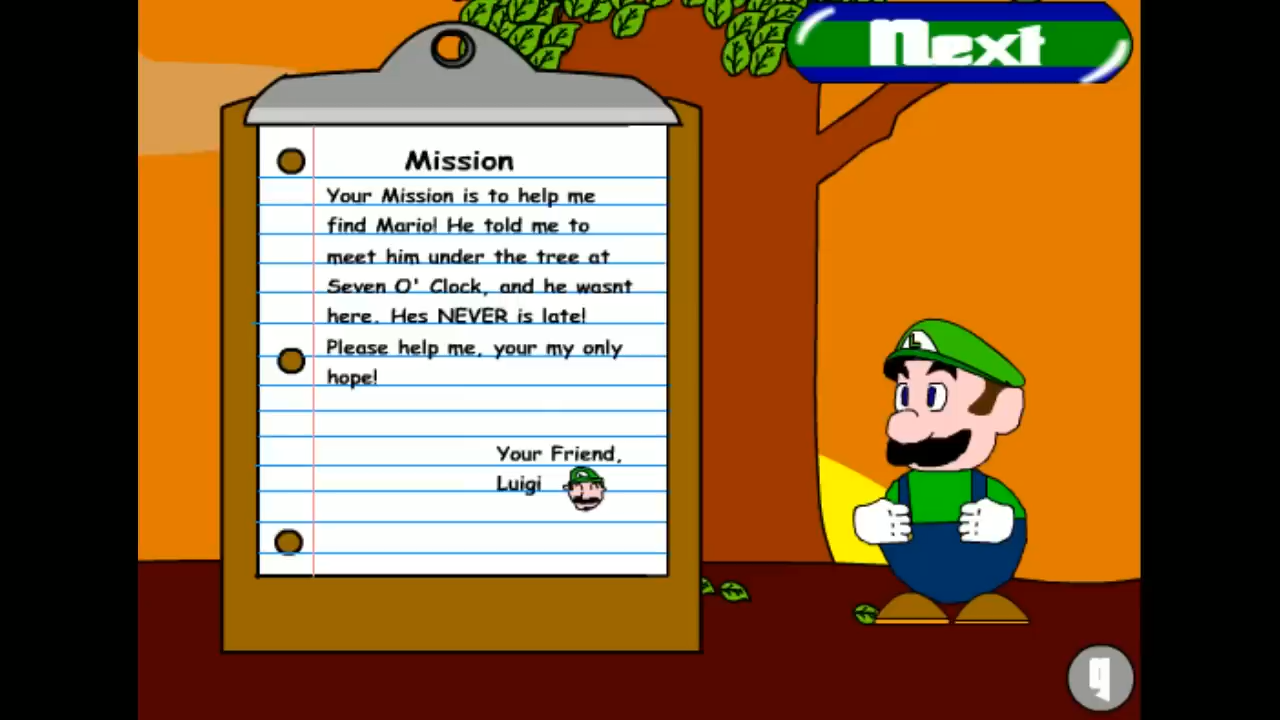 Next
Mission
Your Mission is to help me
find Mario! He told me to
meet him under the tree at
Seven O' Clock, and he wasnt
here. Hes NEVER is late!
Please help me, your my only
hope!
Your Friend,
Luigi
L
q